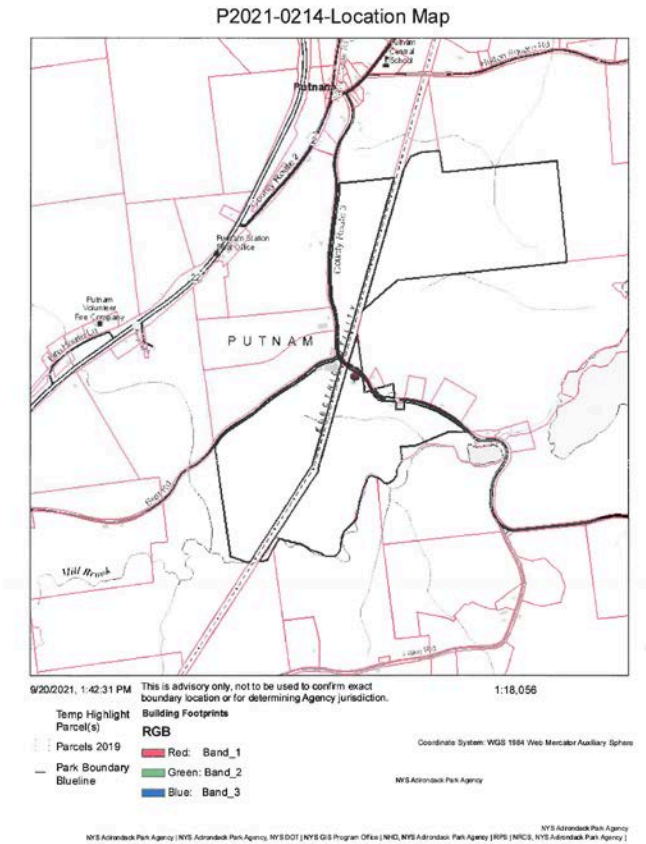 P2021-0214-Location Map
Putnam
Central
School
Putnam
County Route 2
Putnam Station
Post Office
County Route 3
Putnam
Volunteer
Fire Company
PUTNAM
ELECTRIC
Mill Brook
Lake Rd
9/20/2021, 1:42:31 PM
This is advisory only, not to be used to confirm exact
boundary location or for determining Agency jurisdiction.
1:18,056
Temp Highlight
Parcel(s)
Parcels 2019
Park Boundary
Blueline
Building Footprints
RGB
Red: Band_1
Green: Band_2
Blue: Band_3
Coordinate System: WGS 1984 Web Mercator Auxiliary Sphere
NYS Adirondack Park Agency
NYS Adirondack Park Agency
NYS Adirondack Park Agency | NYS Adirondack Park Agency, NYSDOT | NYS GIS Program Office | NHD, NYS Adirondack Park Agency | RPS | NRCS, NYS Adirondack Park Agency |